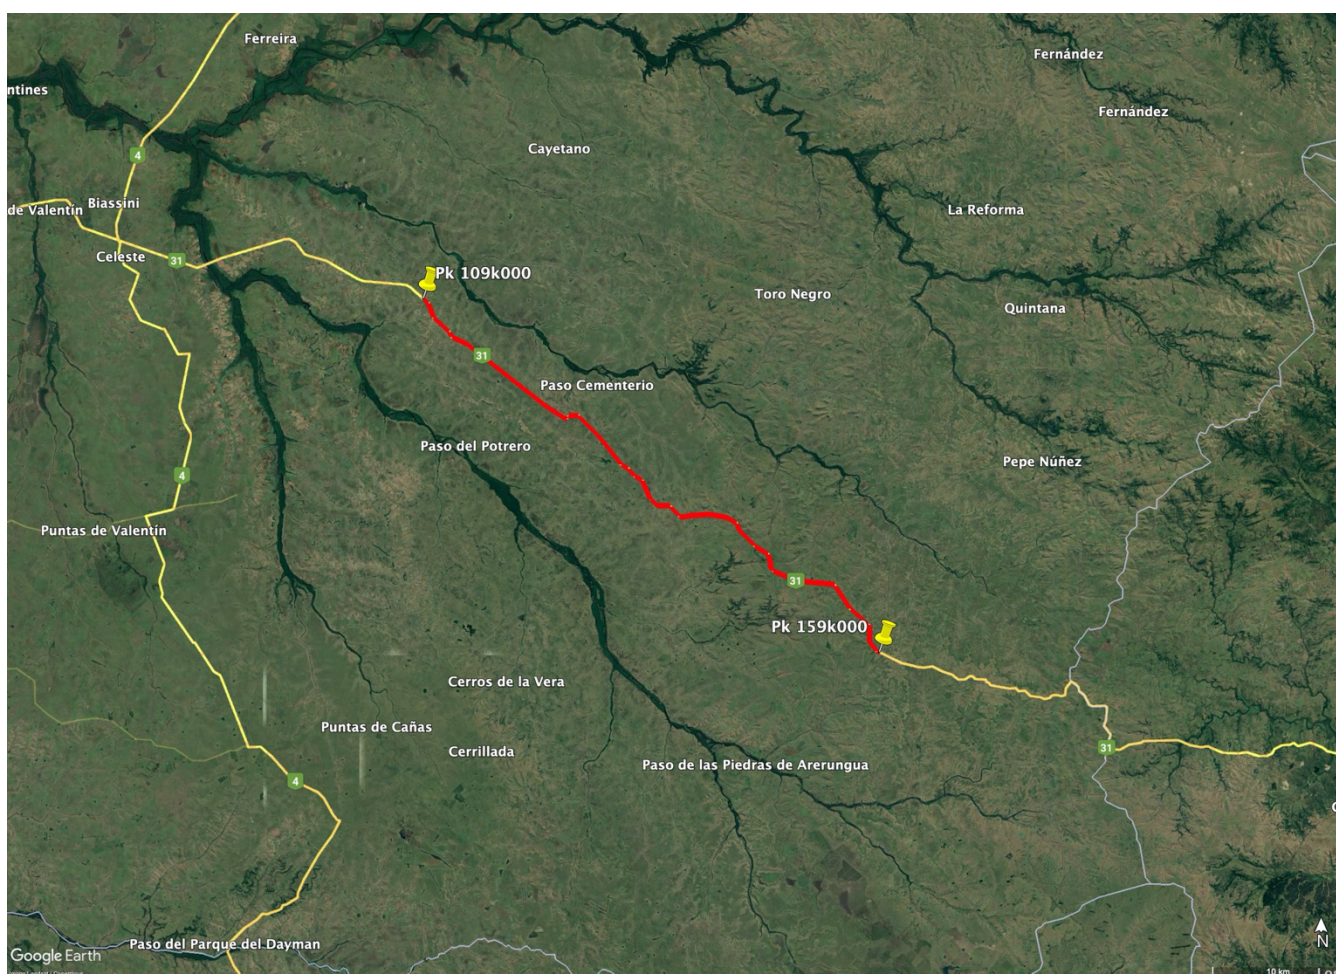 Ferreira
Fernández
ntines
Fernández
4
Cayetano
de Valentín
Biassini
La Reforma
Celeste
31
Pk 109k000
Toro Negro
Quintana
31
Paso Cementerio
Paso del Potrero
Pepe Núñez
4
Puntas de Valentín
31
Pk 159k000
Cerros de la Vera
Puntas de Cañas
Cerrillada
31
Paso de las Piedras de Arerungua
4
N
Paso del Parque del Dayman
Google Earth
10 km